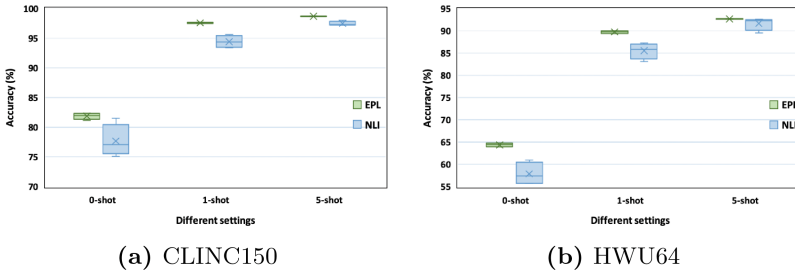 100
95
90
85
80
75
70
Accuracy (%)
0-shot
1-shot
5-shot
Different settings
EPL
NLI
(a) CLINC150
95
90
85
80
75
70
65
60
55
Accuracy (%)
0-shot
1-shot
5-shot
Different settings
EPL
NLI
(b) HWU64